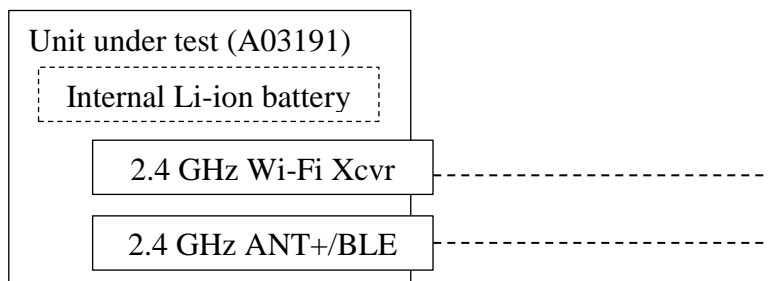 Unit under test (A03191)
Internal Li-ion battery
2.4 GHz Wi-Fi Xcvr
2.4 GHz ANT+/BLE